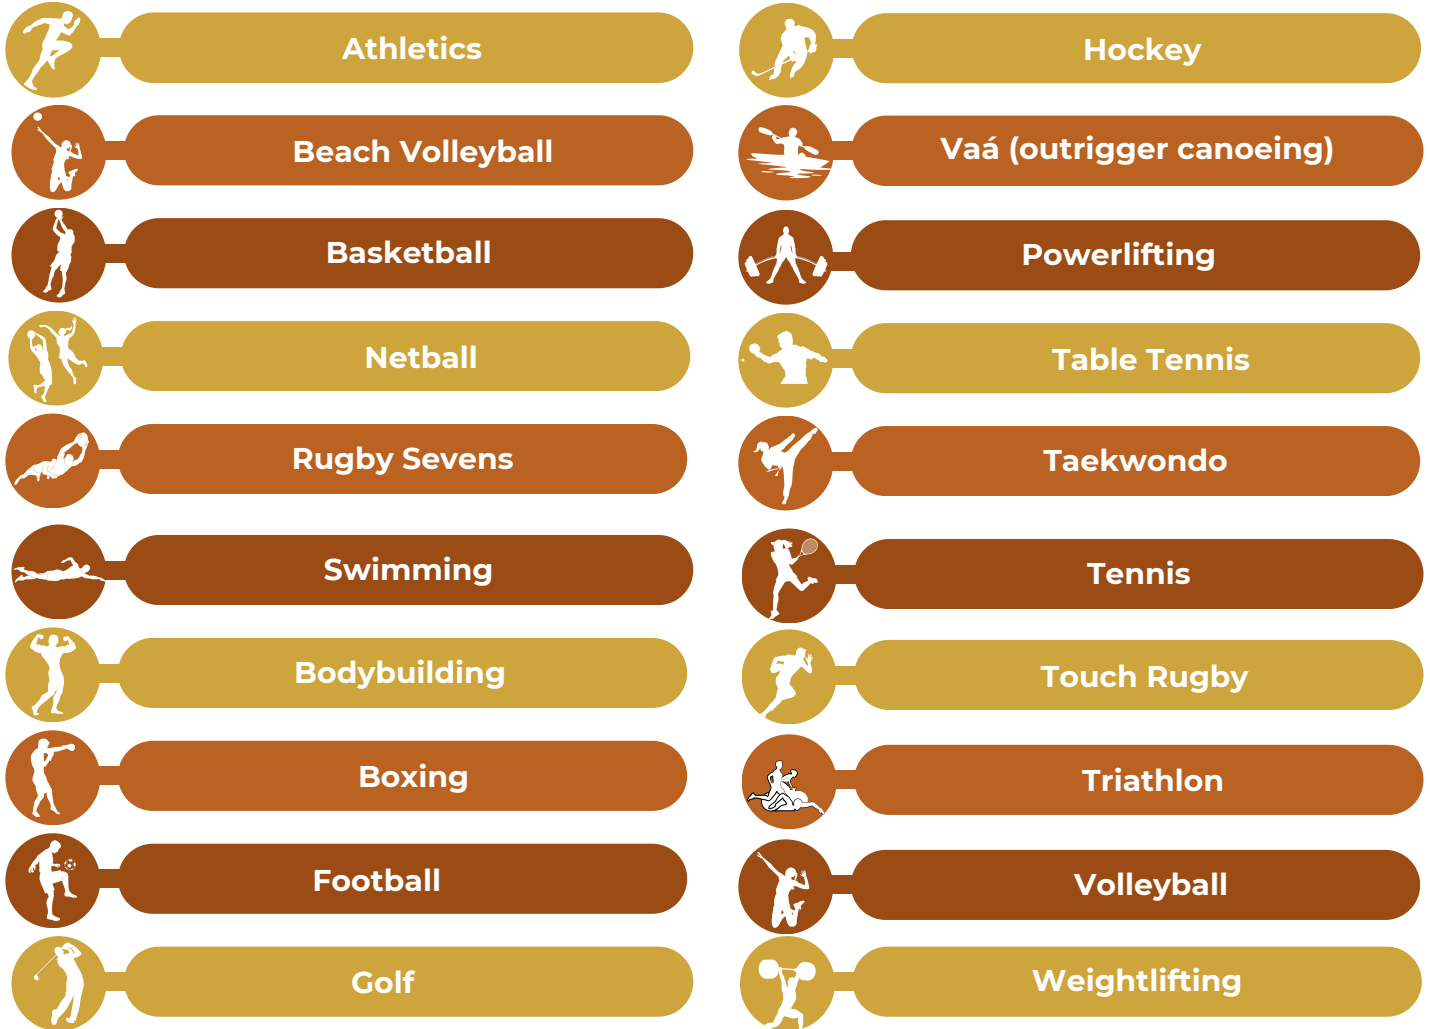 Athletics
Beach Volleyball
Basketball
Netball
Rugby Sevens
Swimming
Bodybuilding
Boxing
Football
Golf
Hockey
Vaá (outrigger canoeing)
Powerlifting
Table Tennis
Taekwondo
Tennis
Touch Rugby
Triathlon
Volleyball
Weightlifting